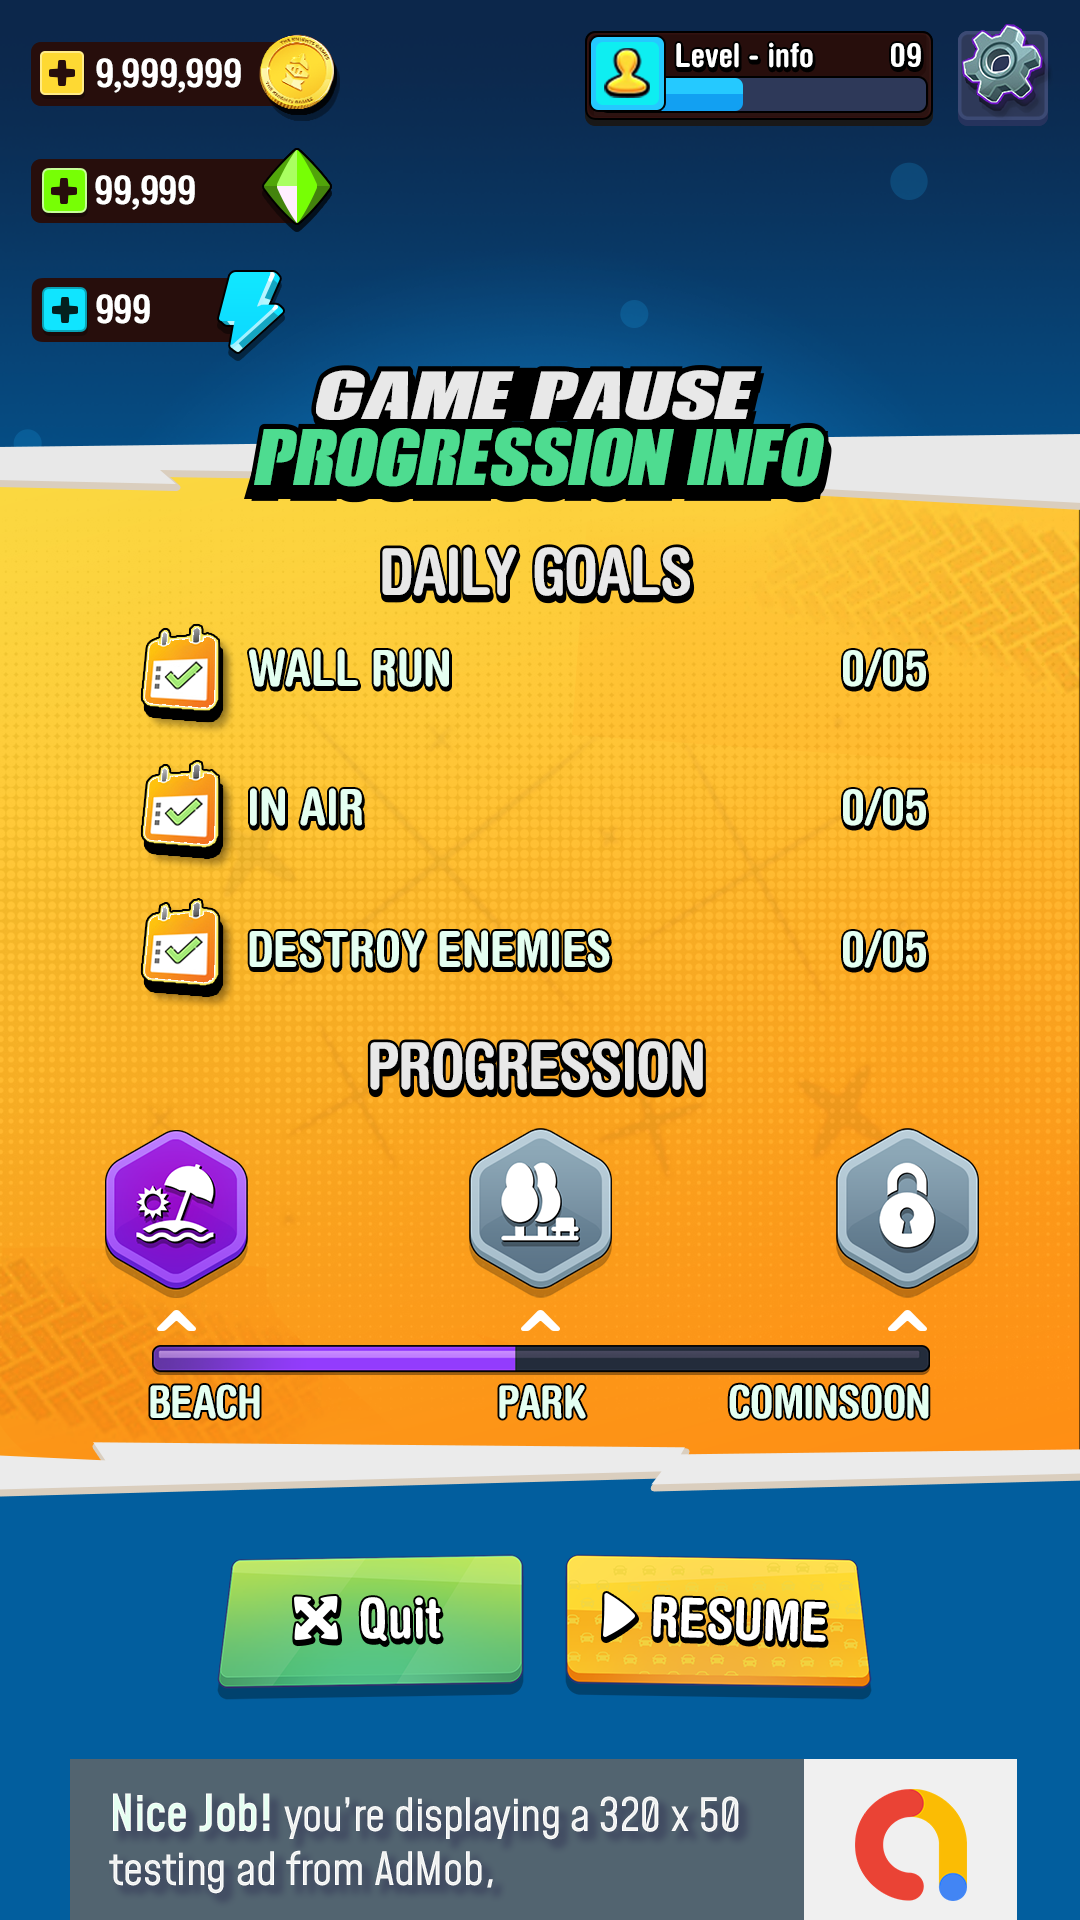 9,999,999
Level - info 09
99,999
999
GAME PAUSE
PROGRESSION INFO
DAILY GOALS
WALL RUN 0/05
IN AIR 0/05
DESTROY ENEMIES 0/05
PROGRESSION
BEACH PARK COMINSOON
Quit RESUME
Nice Job! you're displaying a 320 x 50
testing ad from AdMob,